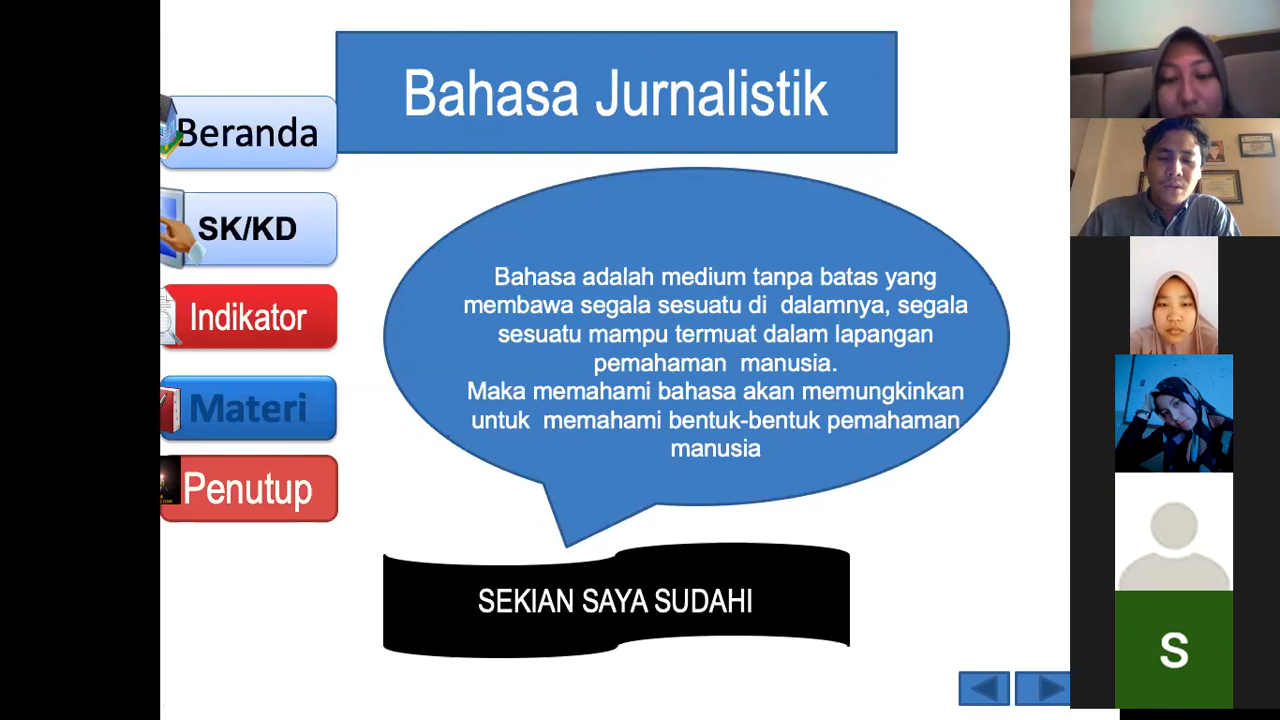 Bahasa Jurnalistik
Beranda
SK/KD
Indikator
Materi
Penutup
Bahasa adalah medium tanpa batas yang
membawa segala sesuatu di dalamnya, segala
sesuatu mampu termuat dalam lapangan
pemahaman manusia.
Maka memahami bahasa akan memungkinkan
untuk memahami bentuk-bentuk pemahaman
manusia
SEKIAN SAYA SUDAHI
S